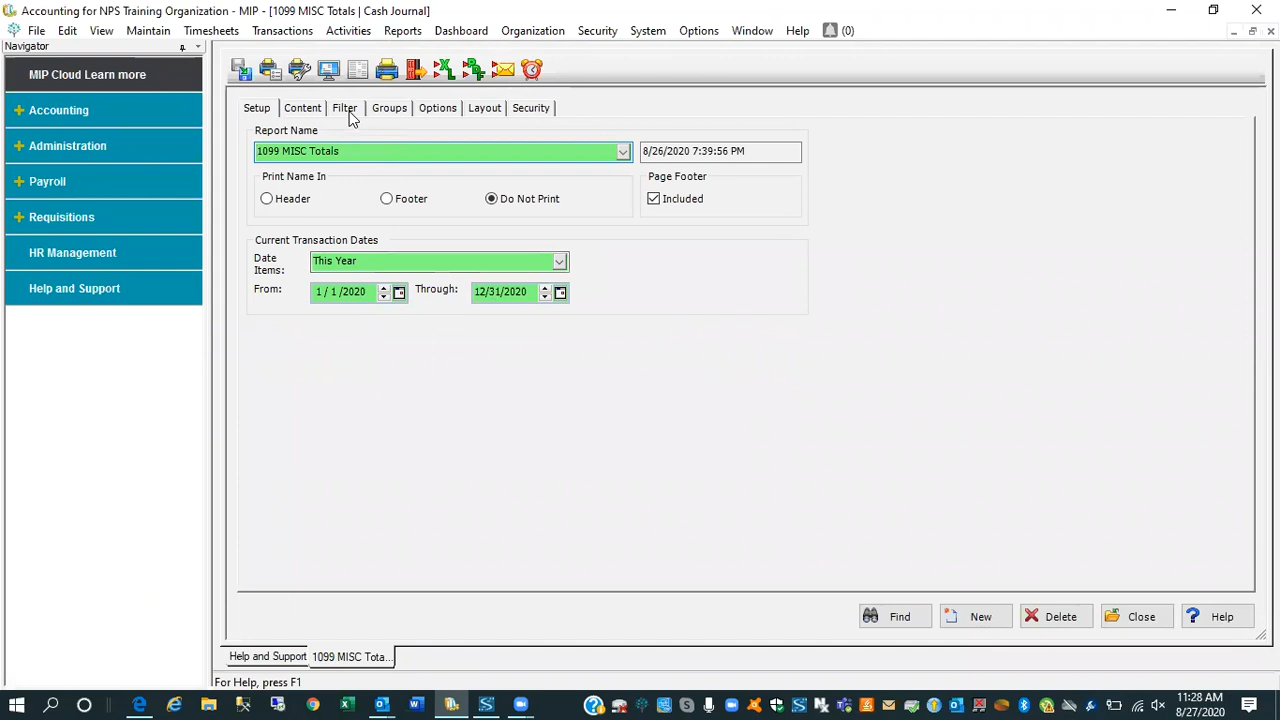 Accounting for NPS Training Organization - MIP - [1099 MISC Totals | Cash Journal]
File Edit View Maintain Timesheets Transactions Activities Reports Dashboard Organization Security System Options Window Help (0)
Navigator
MIP Cloud Learn more
Accounting
Administration
Payroll
Requisitions
HR Management
Help and Support
Setup Content Filter Groups Options Layout Security
Report Name
1099 MISC Totals 8/26/2020 7:39:56 PM
Print Name In Page Footer
Header Footer Do Not Print Included
Current Transaction Dates
Date Items: This Year
From: 1/ 1 /2020 Through: 12/31/2020
Find New Delete Close Help
Help and Support 1099 MISC Tota...
For Help, press F1
11:28 AM
8/27/2020